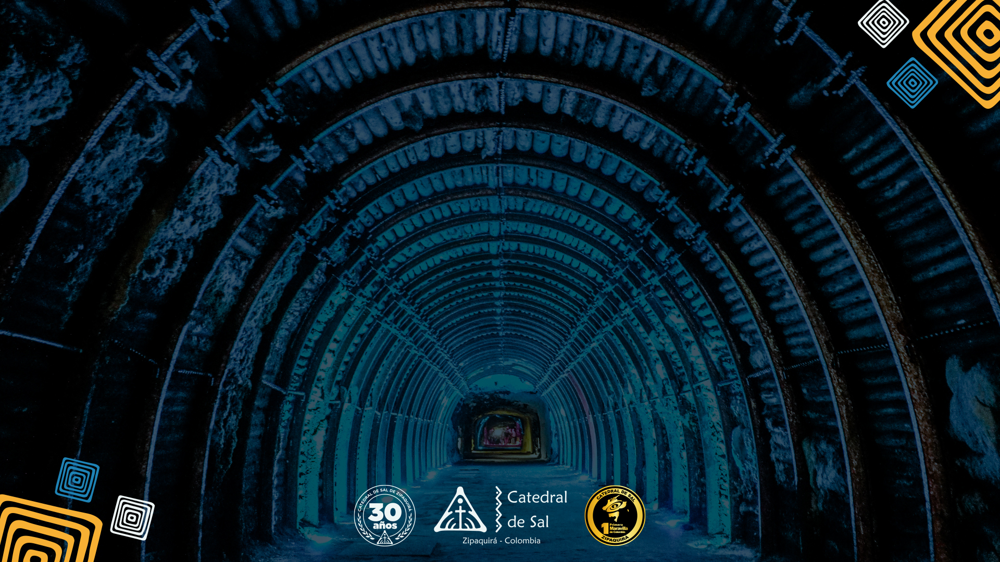 CATEDRAL DE SAL DE ZIPAQUIRÁ
30
años
Catedral
de Sal
Zipaquirá - Colombia
CATEDRAL DE SAL
1 Primera
Maravilla
de Colombia
ZIPAQUIRÁ